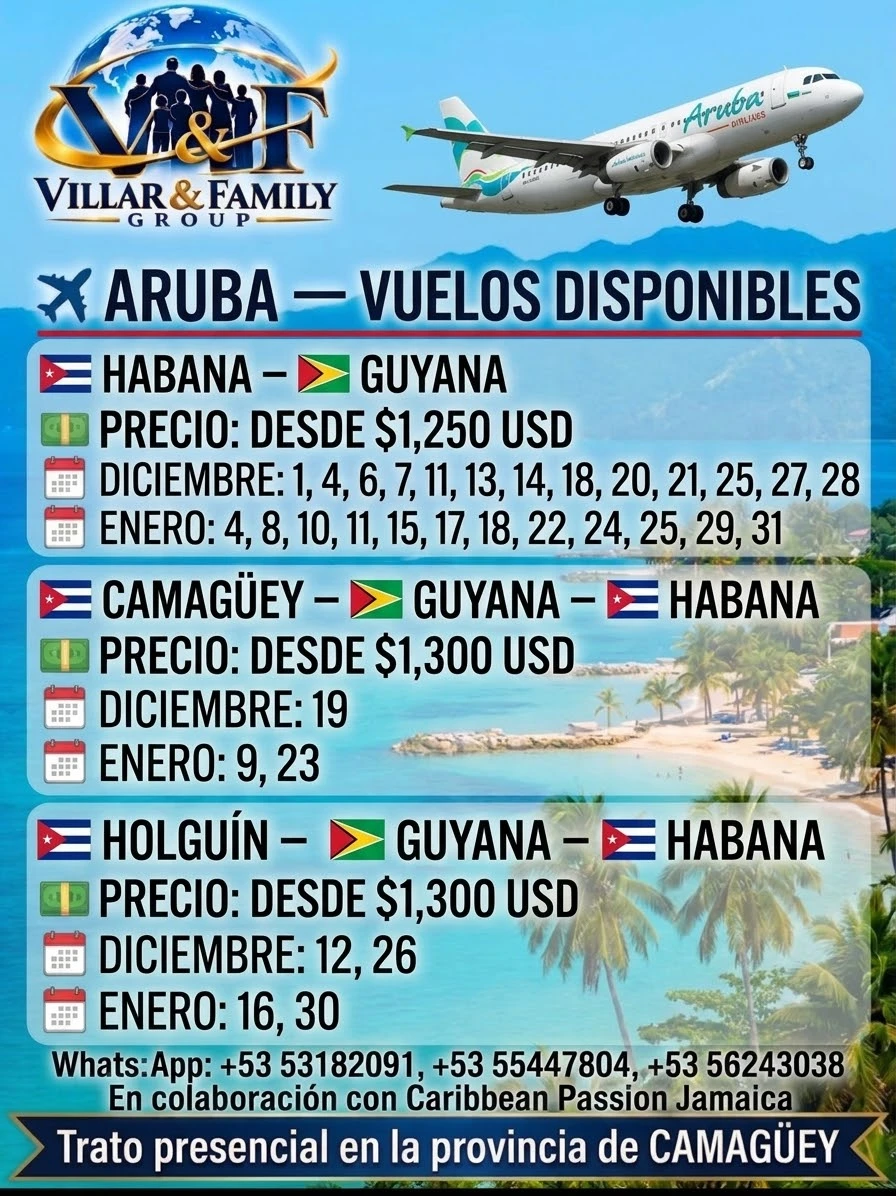 V&F
VILLAR & FAMILY
GROUP
Aruba
AIRLINES
ARUBA — VUELOS DISPONIBLES
HABANA – GUYANA
PRECIO: DESDE $1,250 USD
DICIEMBRE: 1, 4, 6, 7, 11, 13, 14, 18, 20, 21, 25, 27, 28
ENERO: 4, 8, 10, 11, 15, 17, 18, 22, 24, 25, 29, 31
CAMAGÜEY – GUYANA – HABANA
PRECIO: DESDE $1,300 USD
DICIEMBRE: 19
ENERO: 9, 23
HOLGUÍN – GUYANA – HABANA
PRECIO: DESDE $1,300 USD
DICIEMBRE: 12, 26
ENERO: 16, 30
Whats:App: +53 53182091, +53 55447804, +53 56243038
En colaboración con Caribbean Passion Jamaica
Trato presencial en la provincia de CAMAGÜEY